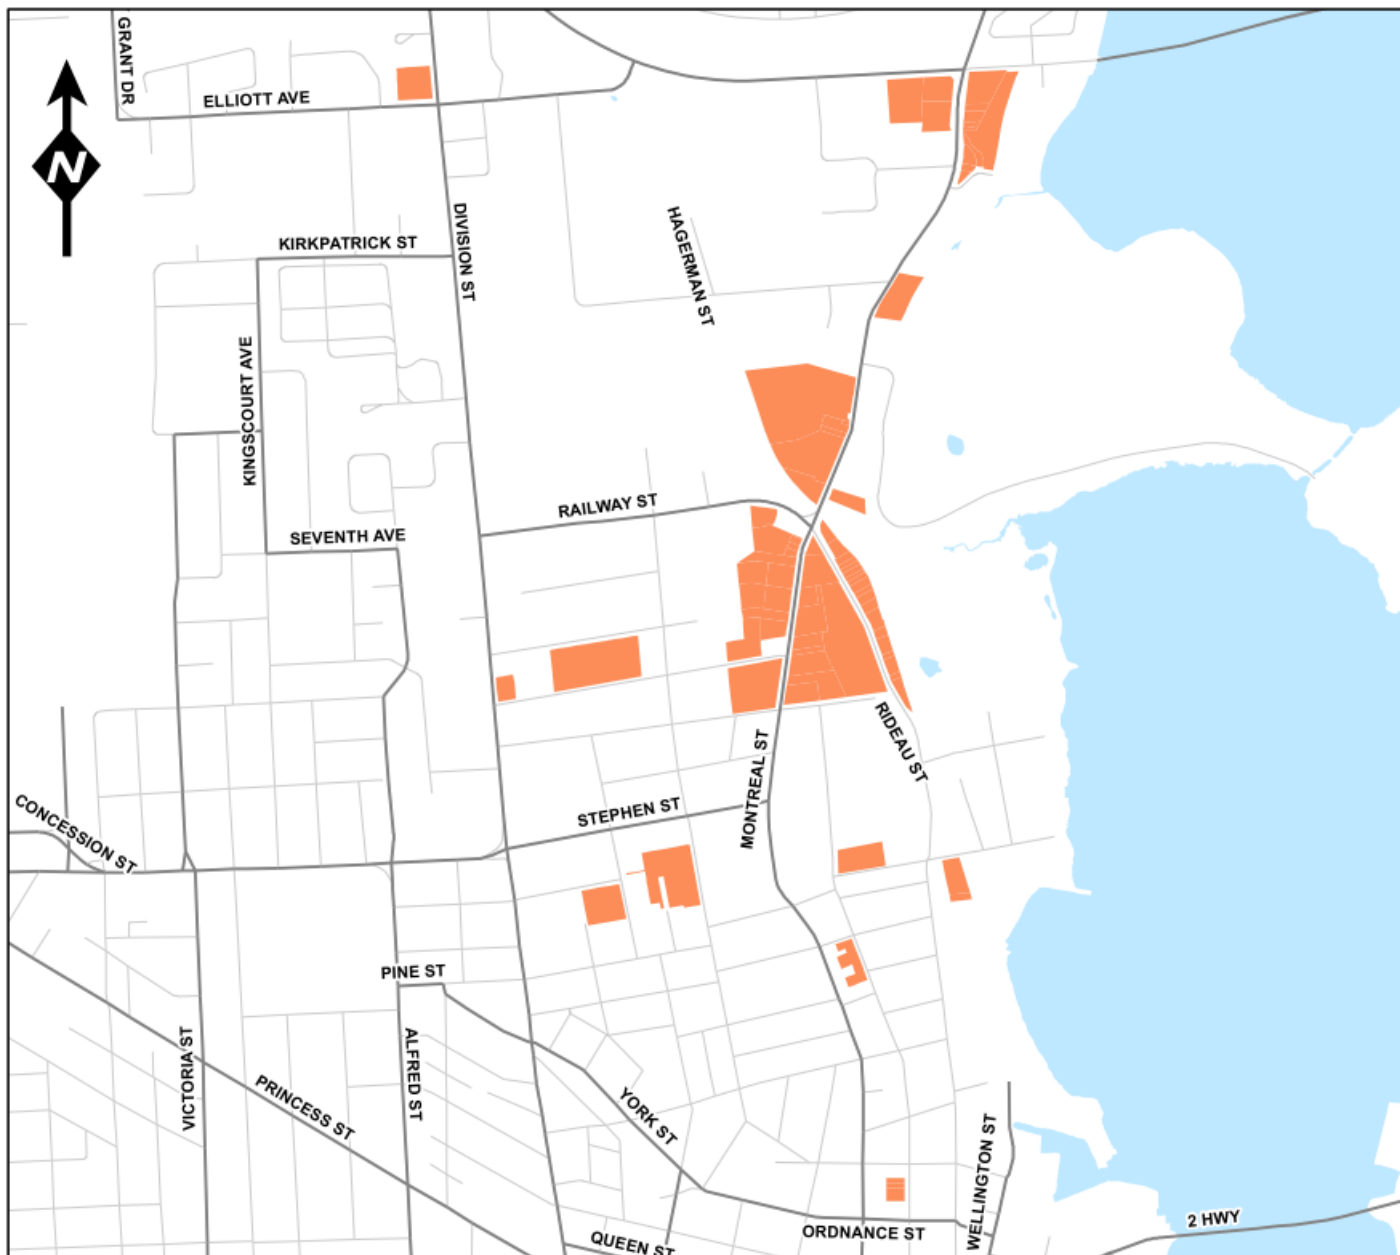 GRANT DR
ELLIOTT AVE
N
DIVISION ST
HAGERMAN ST
KIRKPATRICK ST
KINGSCOURT AVE
RAILWAY ST
SEVENTH AVE
RIDEAU ST
MONTREAL ST
CONCESSION ST
STEPHEN ST
PINE ST
VICTORIA ST
ALFRED ST
PRINCESS ST
YORK ST
WELLINGTON ST
2 HWY
ORDNANCE ST
QUEEN ST